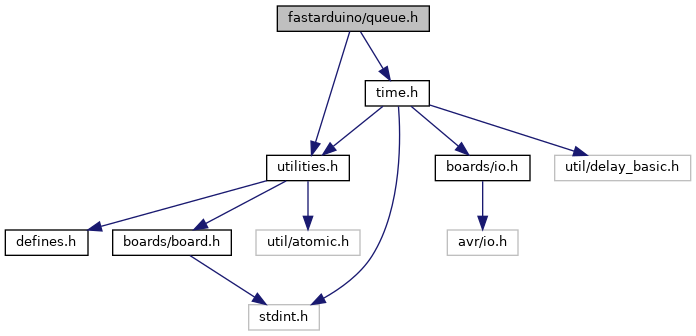 fastarduino/queue.h
time.h
utilities.h
boards/io.h
util/delay_basic.h
defines.h
boards/board.h
util/atomic.h
avr/io.h
stdint.h